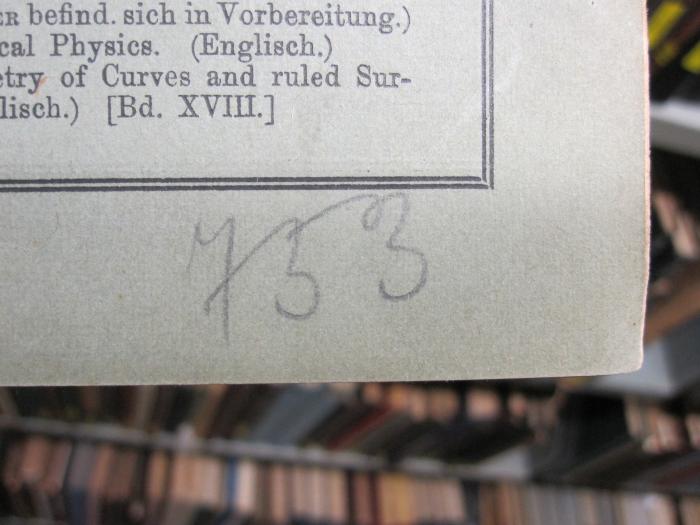 ER befind. sich in Vorbereitung.)
cal Physics. (Englisch.)
etry of Curves and ruled Sur-
lisch.) [Bd. XVIII.]
753